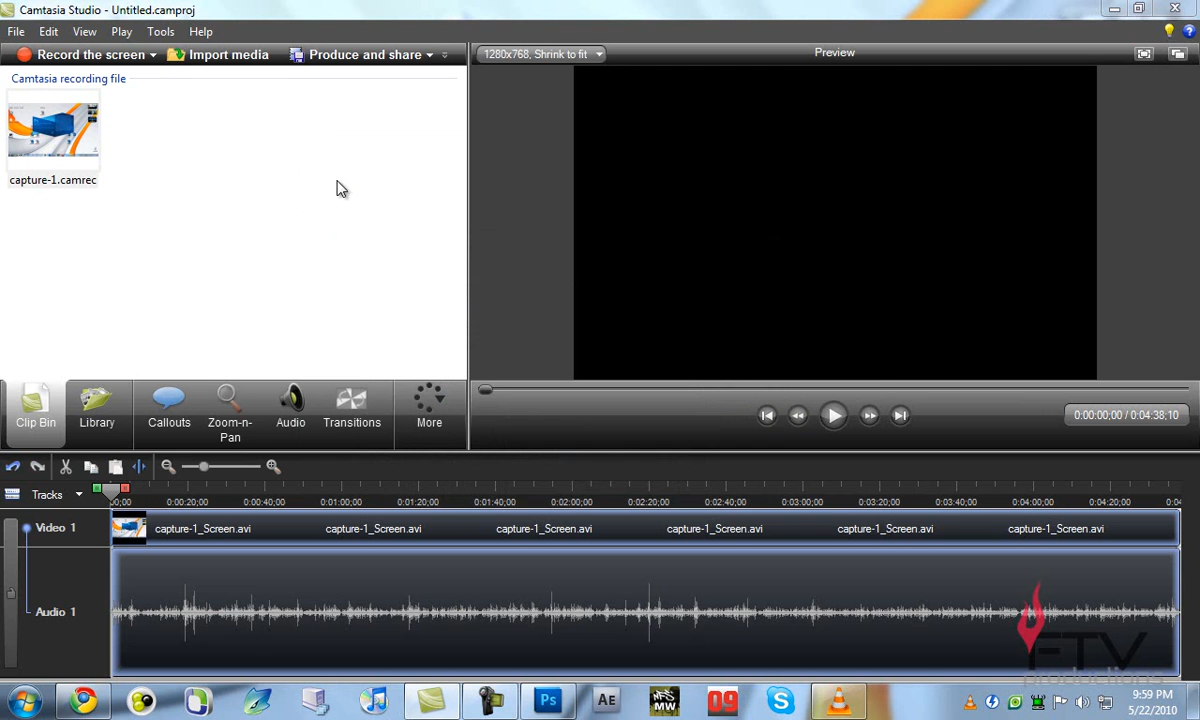 Camtasia Studio - Untitled.camproj
File Edit View Play Tools Help
Record the screen Import media Produce and share
1280x768, Shrink to fit
Preview
Camtasia recording file
capture-1.camrec
Clip Bin
Library
Callouts
Zoom-n-
Pan
Audio
Transitions
More
0:00:00;00 / 0:04.38;10
Tracks
00;00 0:00:20;00 0:00:40;00 0:01:00;00 0:01:20;00 0:01:40;00 0:02:00;00 0:02:20;00 0:02:40;00 0:03:00;00 0:03:20;00 0:03:40;00 0:04:00;00 0:04:20;00 0:04
Video 1
capture-1_Screen.avi capture-1_Screen.avi capture-1_Screen.avi capture-1_Screen.avi capture-1_Screen.avi capture-1_Screen.avi
Audio 1
FTV
productions
Ps
AE
NFS
MW
09
9:59 PM
5/22/2010